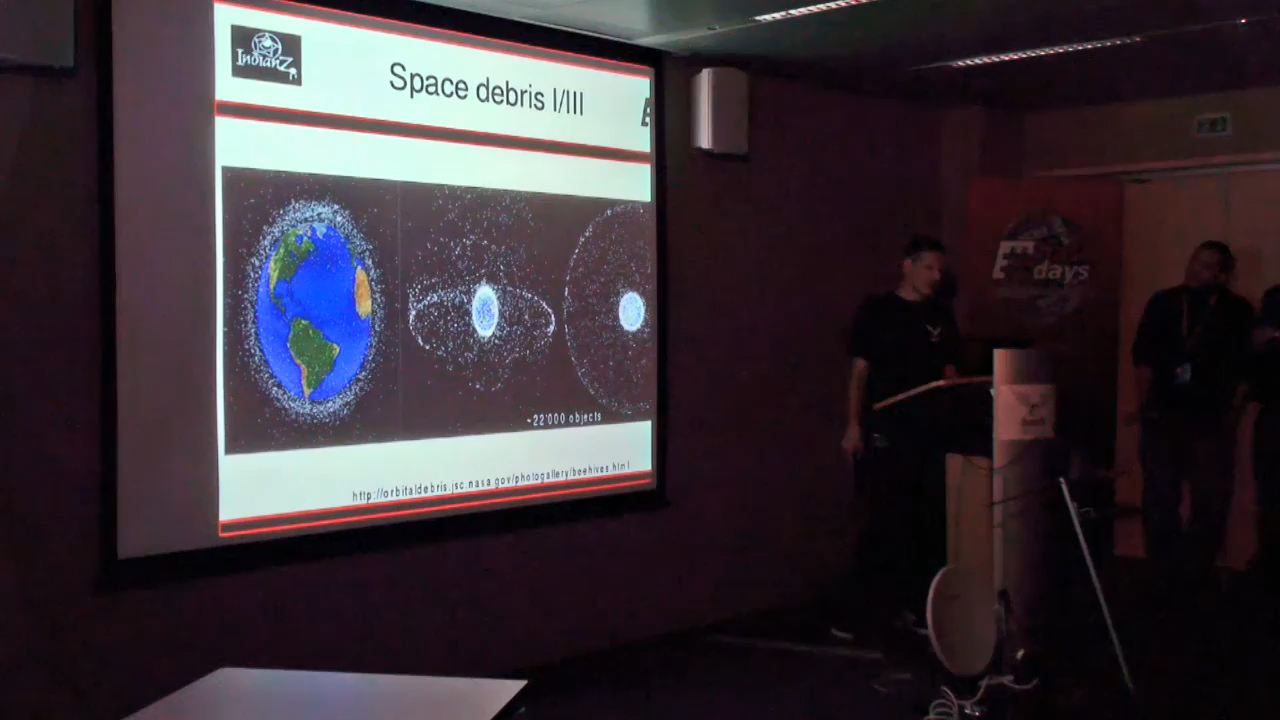 IndianZ
Space debris I/III
E
~22'000 objects
http://orbitaldebris.jsc.nasa.gov/photogallery/beehives.html
E days